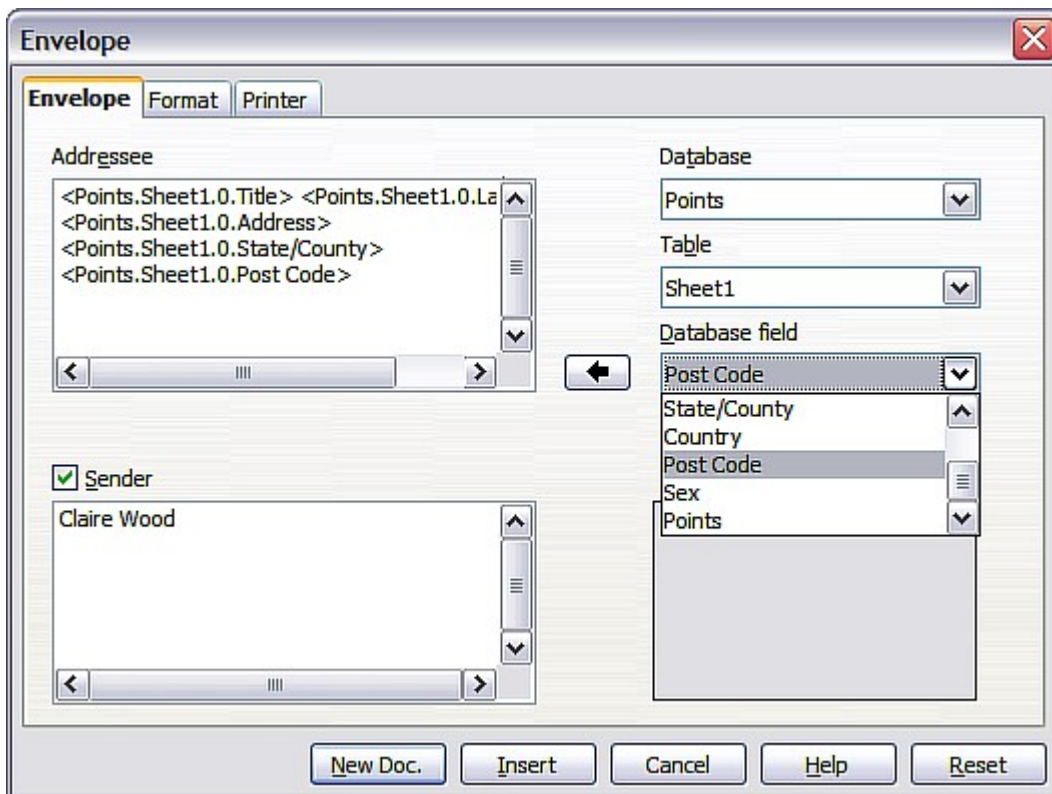 Envelope
Envelope Format Printer
Addressee
<Points.Sheet1.0.Title> <Points.Sheet1.0.La
<Points.Sheet1.0.Address>
<Points.Sheet1.0.State/County>
<Points.Sheet1.0.Post Code>
Database
Points
Table
Sheet1
Database field
Post Code
State/County
Country
Post Code
Sex
Points
Sender
Claire Wood
New Doc. Insert Cancel Help Reset